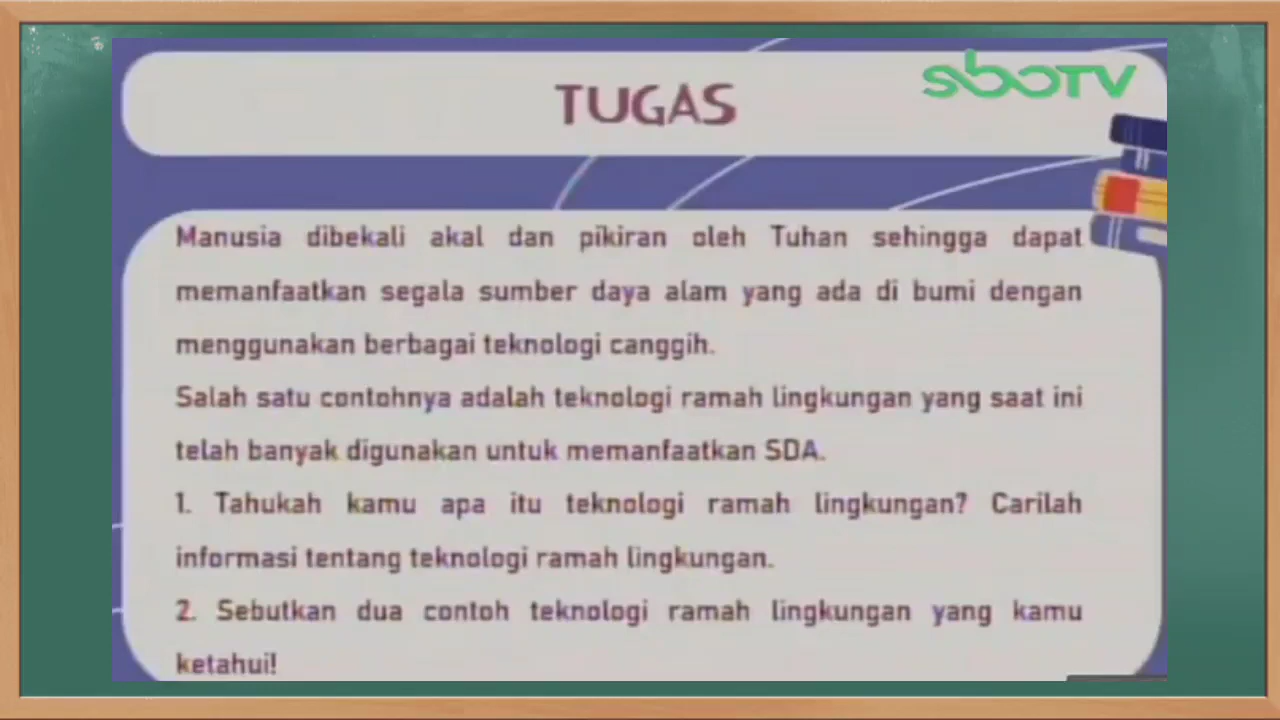 sboTV
TUGAS
Manusia dibekali akal dan pikiran oleh Tuhan sehingga dapat
memanfaatkan segala sumber daya alam yang ada di bumi dengan
menggunakan berbagai teknologi canggih.
Salah satu contohnya adalah teknologi ramah lingkungan yang saat ini
telah banyak digunakan untuk memanfaatkan SDA.
1. Tahukah kamu apa itu teknologi ramah lingkungan? Carilah
informasi tentang teknologi ramah lingkungan.
2. Sebutkan dua contoh teknologi ramah lingkungan yang kamu
ketahui!